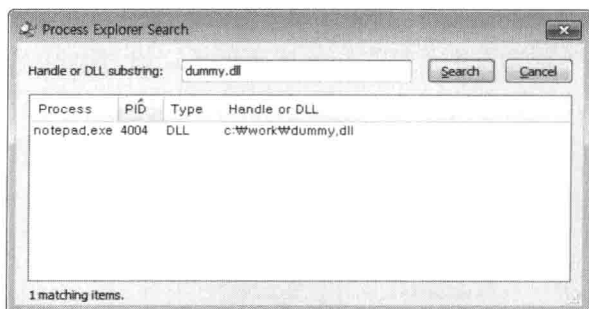 Process Explorer Search
Handle or DLL substring: dummy.dll Search Cancel
Process PID Type Handle or DLL
notepad.exe 4004 DLL c:₩work₩dummy.dll
1 matching items.